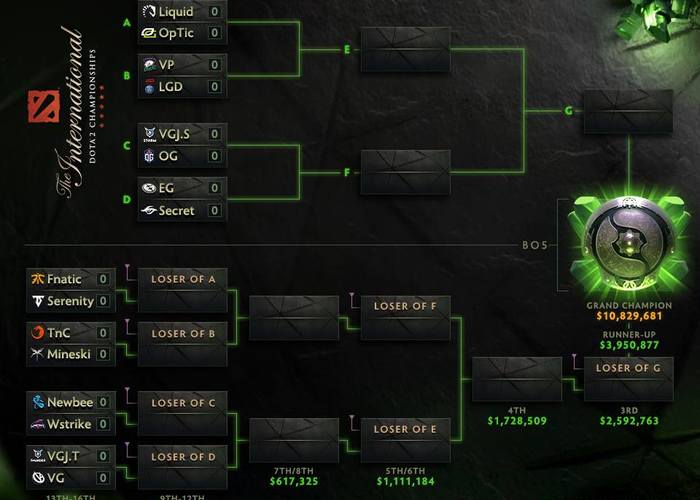 The International
DOTA 2 CHAMPIONSHIPS
A
Liquid 0
OpTic 0
B
VP 0
LGD 0
E
G
C
VGJ.S 0
OG 0
F
D
EG 0
Secret 0
BO5
GRAND CHAMPION
$10,829,681
RUNNER-UP
$3,950,877
Fnatic 0
Serenity 0
LOSER OF A
TnC 0
Mineski 0
LOSER OF B
LOSER OF F
LOSER OF G
4TH
$1,728,509
3RD
$2,592,763
Newbee 0
Wstrike 0
LOSER OF C
VGJ.T 0
VG 0
LOSER OF D
LOSER OF E
7TH/8TH
$617,325
5TH/6TH
$1,111,184
13TH-16TH
9TH-12TH